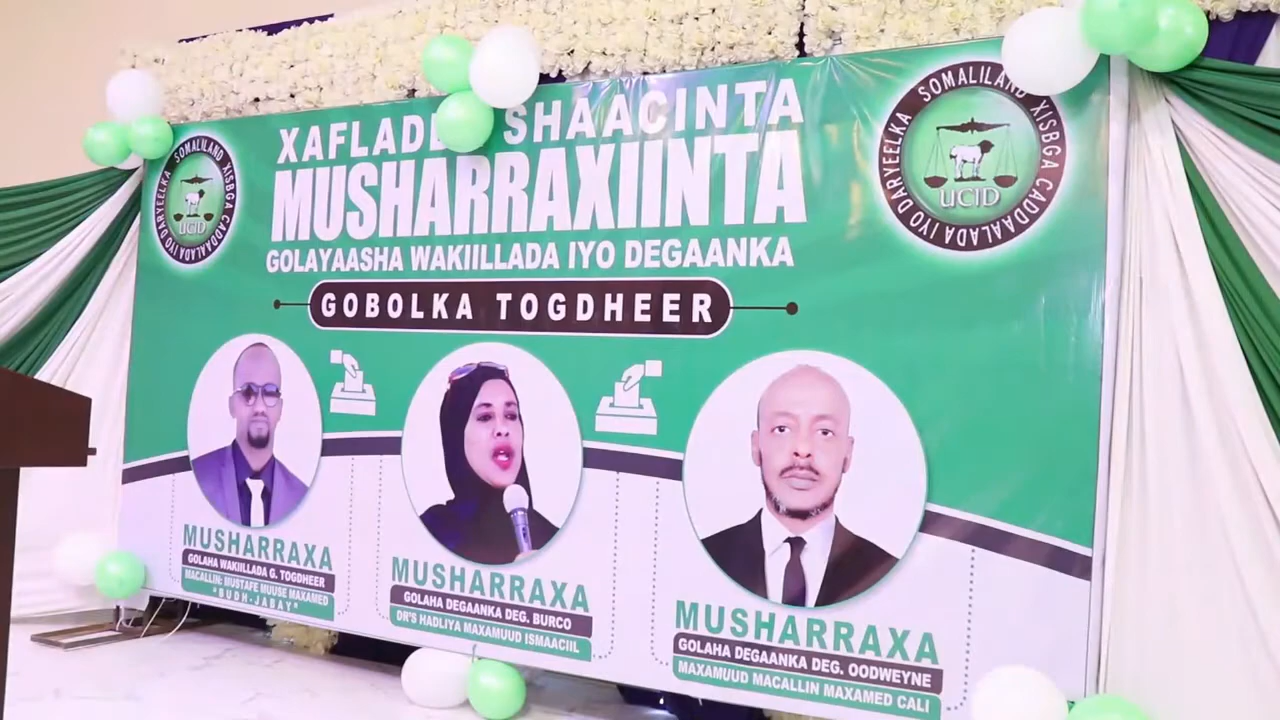 XAFLADDA SHAACINTA
MUSHARRAXIINTA
GOLAYAASHA WAKIILLADA IYO DEGAANKA
GOBOLKA TOGDHEER
SOMALILAND XISBGA CADDAALADA IYO DARYEELKA
UCID
SOMALILAND XISBGA CADDAALADA IYO DARYEELKA
UCID
MUSHARRAXA
GOLAHA WAKIILLADA G. TOGDHEER
MACALLIN: MUSTAFE MUUSE MAXAMED
"BUDH-JABAY"
MUSHARRAXA
GOLAHA DEGAANKA DEG. BURCO
DR'S HADLIYA MAXAMUUD ISMAACIIL
MUSHARRAXA
GOLAHA DEGAANKA DEG. OODWEYNE
MAXAMUUD MACALLIN MAXAMED CALI